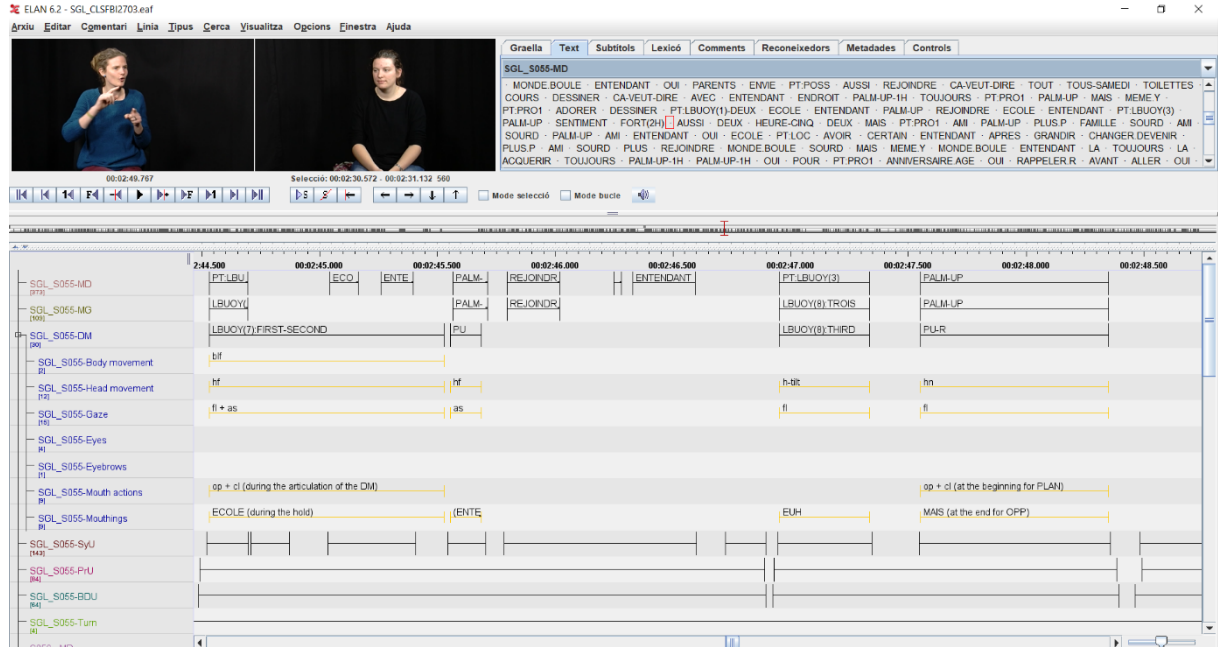 ELAN 6.2 - SGL_CLSFBI2703.eaf
Arxiu Editar Comentari Línia Tipus Cerca Visualitza Opcions Finestra Ajuda
Graella Text Subtítols Lexicó Comments Reconeixedors Metadades Controls
SGL_S055-MD
· MONDE.BOULE · ENTENDANT · OUI · PARENTS · ENVIE · PT:POSS · AUSSI · REJOINDRE · CA-VEUT-DIRE · TOUT · TOUS-SAMEDI · TOILETTES ·
COURS · DESSINER · CA-VEUT-DIRE · AVEC · ENTENDANT · ENDROIT · PALM-UP-1H · TOUJOURS · PT:PRO1 · PALM-UP · MAIS · MEME.Y ·
PT:PRO1 · ADORER · DESSINER · PT:LBUOY(1)-DEUX · ECOLE · ENTENDANT · PALM-UP · REJOINDRE · ECOLE · ENTENDANT · PT:LBUOY(3) ·
PALM-UP · SENTIMENT · FORT(2H) · AUSSI · DEUX · HEURE-CINQ · DEUX · MAIS · PT:PRO1 · AMI · PALM-UP · PLUS.P · FAMILLE · SOURD · AMI ·
SOURD · PALM-UP · AMI · ENTENDANT · OUI · ECOLE · PT:LOC · AVOIR · CERTAIN · ENTENDANT · APRES · GRANDIR · CHANGER.DEVENIR ·
PLUS.P · AMI · SOURD · PLUS · REJOINDRE · MONDE.BOULE · SOURD · MAIS · MEME.Y · MONDE.BOULE · ENTENDANT · LA · TOUJOURS · LA ·
ACQUERIR · TOUJOURS · PALM-UP-1H · PALM-UP-1H · OUI · POUR · PT:PRO1 · ANNIVERSAIRE.AGE · OUI · RAPPELER.R · AVANT · ALLER · OUI ·
00:02:49.767 Selecció: 00:02:30.572 - 00:02:31.132 560
Mode selecció Mode bucle
2:44.500 00:02:45.000 00:02:45.500 00:02:46.000 00:02:46.500 00:02:47.000 00:02:47.500 00:02:48.000 00:02:48.500
SGL_S055-MD [373] PT:LBU ECO ENTE PALM- REJOINDR ENTENDANT PT:LBUOY(3) PALM-UP
SGL_S055-MG LBUOY( PALM- REJOINDR LBUOY(8):TROIS PALM-UP
SGL_S055-DM [30] LBUOY(7):FIRST-SECOND PU LBUOY(8):THIRD PU-R
SGL_S055-Body movement [2] blf
SGL_S055-Head movement [12] hf hf h-tilt hn
SGL_S055-Gaze [15] fl + as as fl fl
SGL_S055-Eyes [4]
SGL_S055-Eyebrows [1]
SGL_S055-Mouth actions [9] op + cl (during the articulation of the DM) op + cl (at the beginning for PLAN)
SGL_S055-Mouthings [9] ECOLE (during the hold) (ENTE EUH MAIS (at the end for OPP)
SGL_S055-SyU [143]
SGL_S055-PrU [84]
SGL_S055-BDU [64]
SGL_S055-Turn [4]